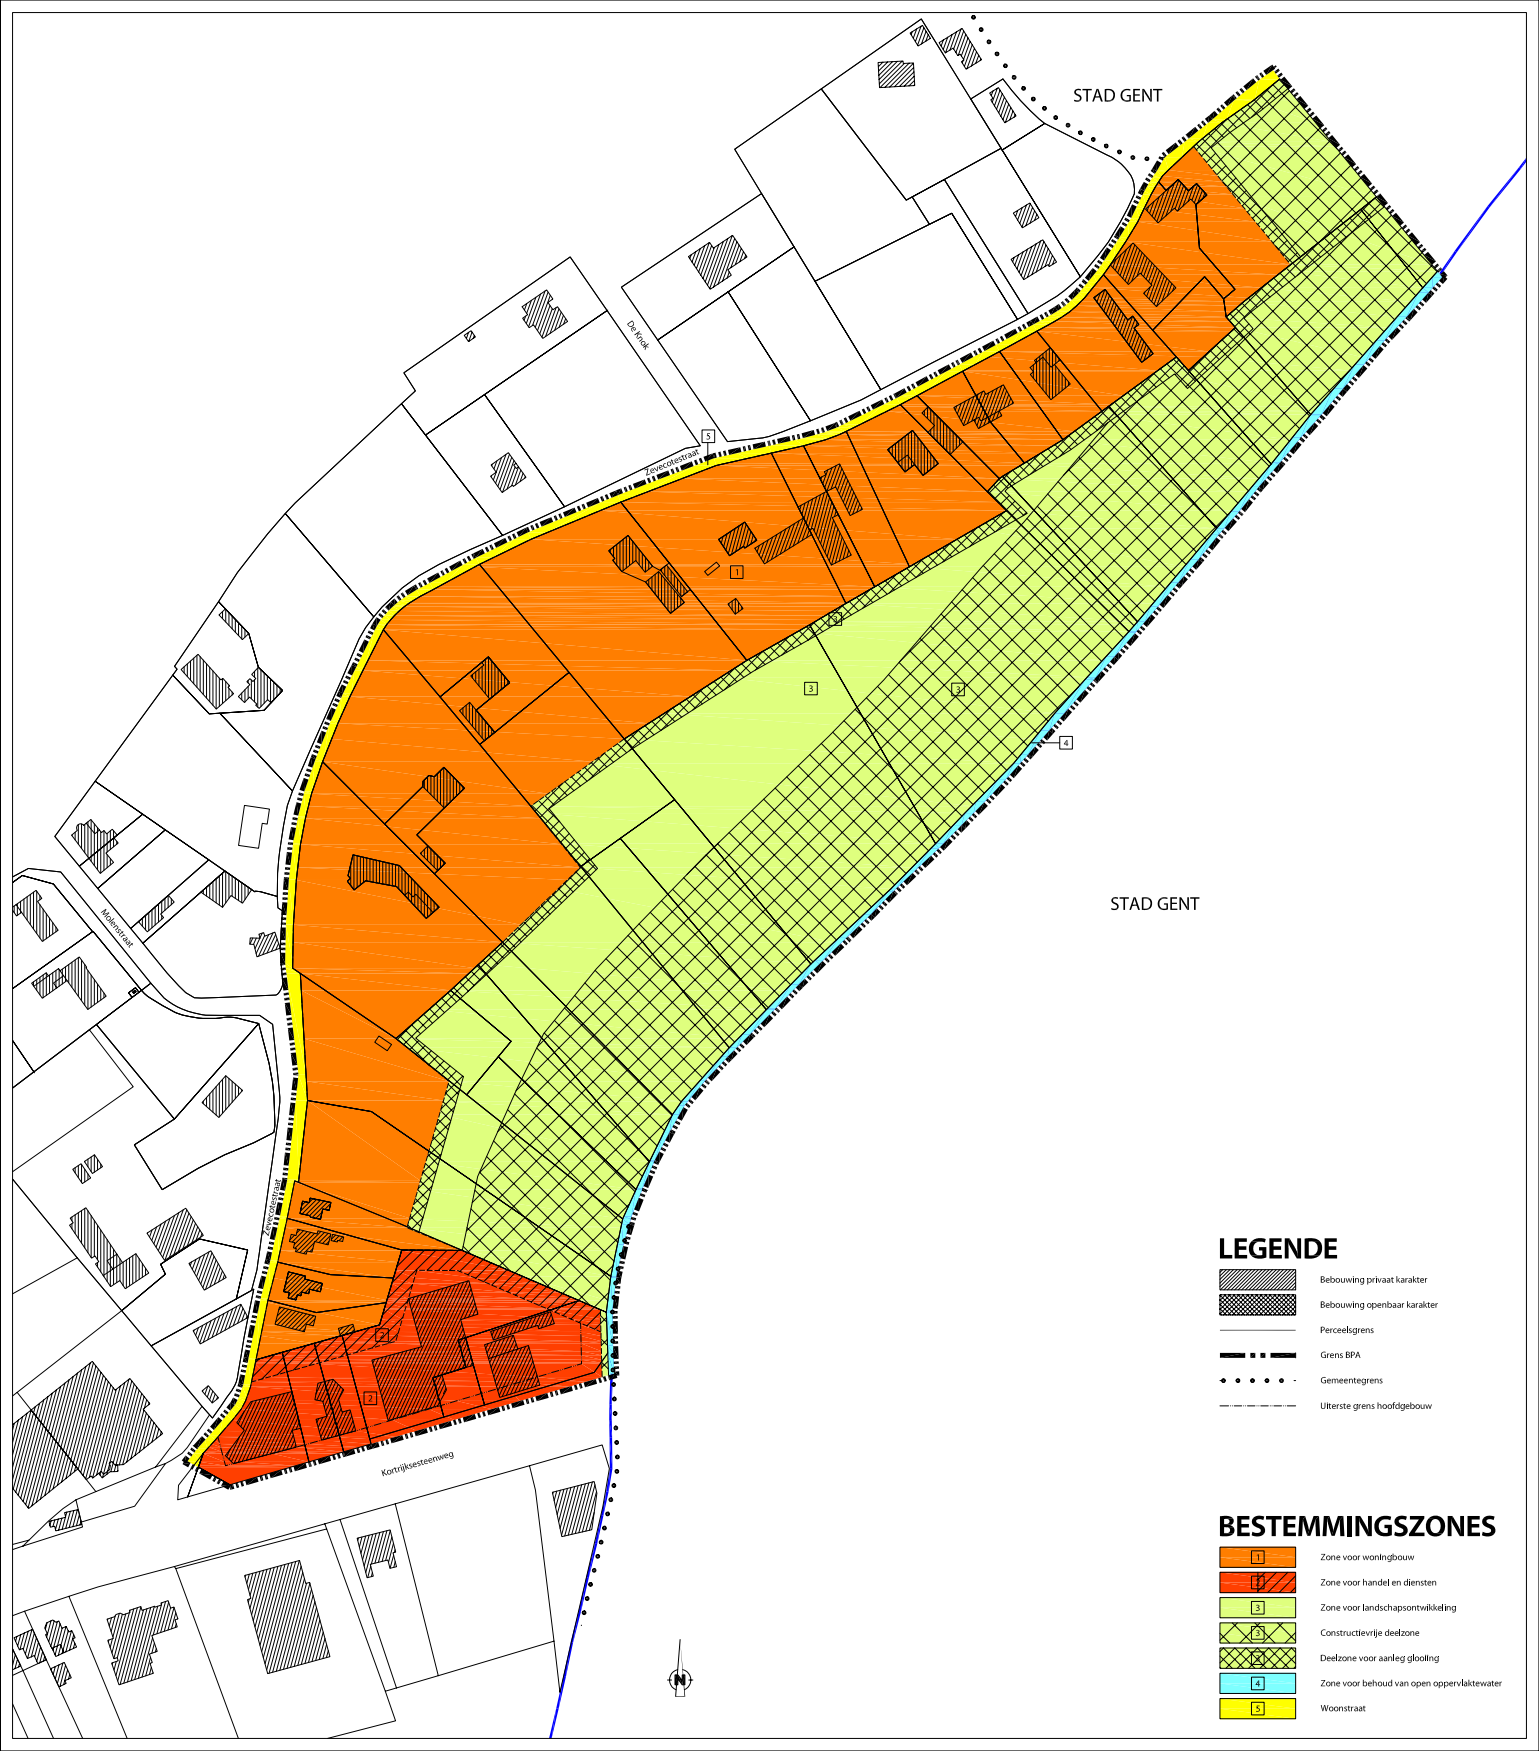 STAD GENT
De Knok
5
Zevecotestraat
1
3
3
3
4
STAD GENT
Molenstraat
Zevecotestraat
2
2
Kortrijksesteenweg
N
LEGENDE
Bebouwing privaat karakter
Bebouwing openbaar karakter
Perceelsgrens
Grens BPA
Gemeentegrens
Uiterste grens hoofdgebouw
BESTEMMINGSZONES
1 Zone voor woningbouw
2 Zone voor handel en diensten
3 Zone voor landschapsontwikkeling
3 Constructievrije deelzone
3 Deelzone voor aanleg glooiing
4 Zone voor behoud van open oppervlaktewater
5 Woonstraat